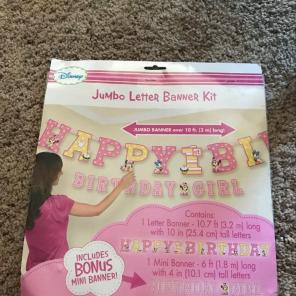 Disney
Jumbo Letter Banner Kit
JUMBO BANNER over 10 ft. (3 m) long!
HAPPY 1 BI
BIRTHDAY GIRL
Contains:
1 Letter Banner - 10.7 ft (3.2 m) long
with 10 in (25.4 cm) tall letters
HAPPY BIRTHDAY
INCLUDES
BONUS
MINI BANNER!
1 Mini Banner - 6 ft (1.8 m) long
with 4 in (10.1 cm) tall letters